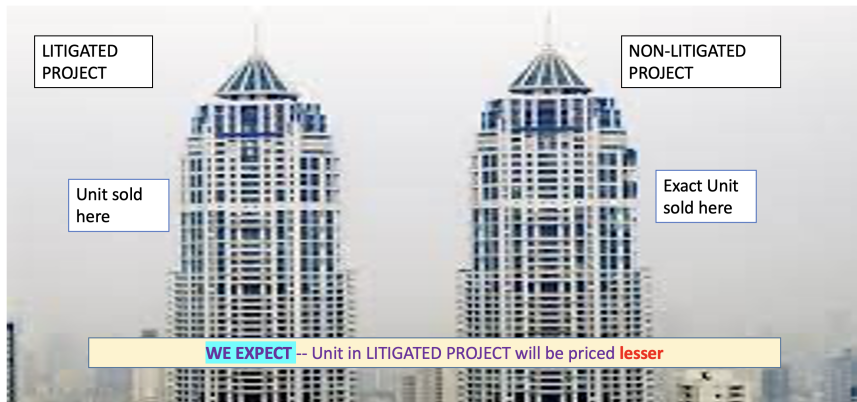 LITIGATED
PROJECT
NON-LITIGATED
PROJECT
Unit sold
here
Exact Unit
sold here
WE EXPECT -- Unit in LITIGATED PROJECT will be priced lesser